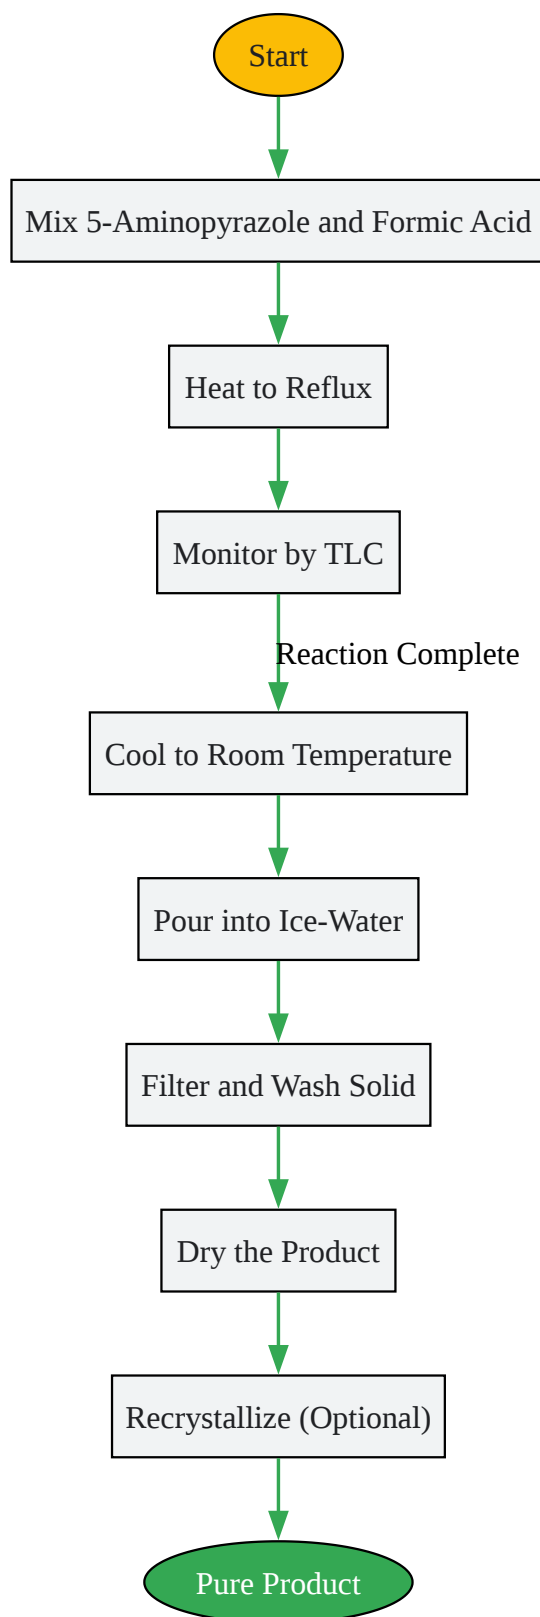 Start
Mix 5-Aminopyrazole and Formic Acid
Heat to Reflux
Monitor by TLC
Reaction Complete
Cool to Room Temperature
Pour into Ice-Water
Filter and Wash Solid
Dry the Product
Recrystallize (Optional)
Pure Product